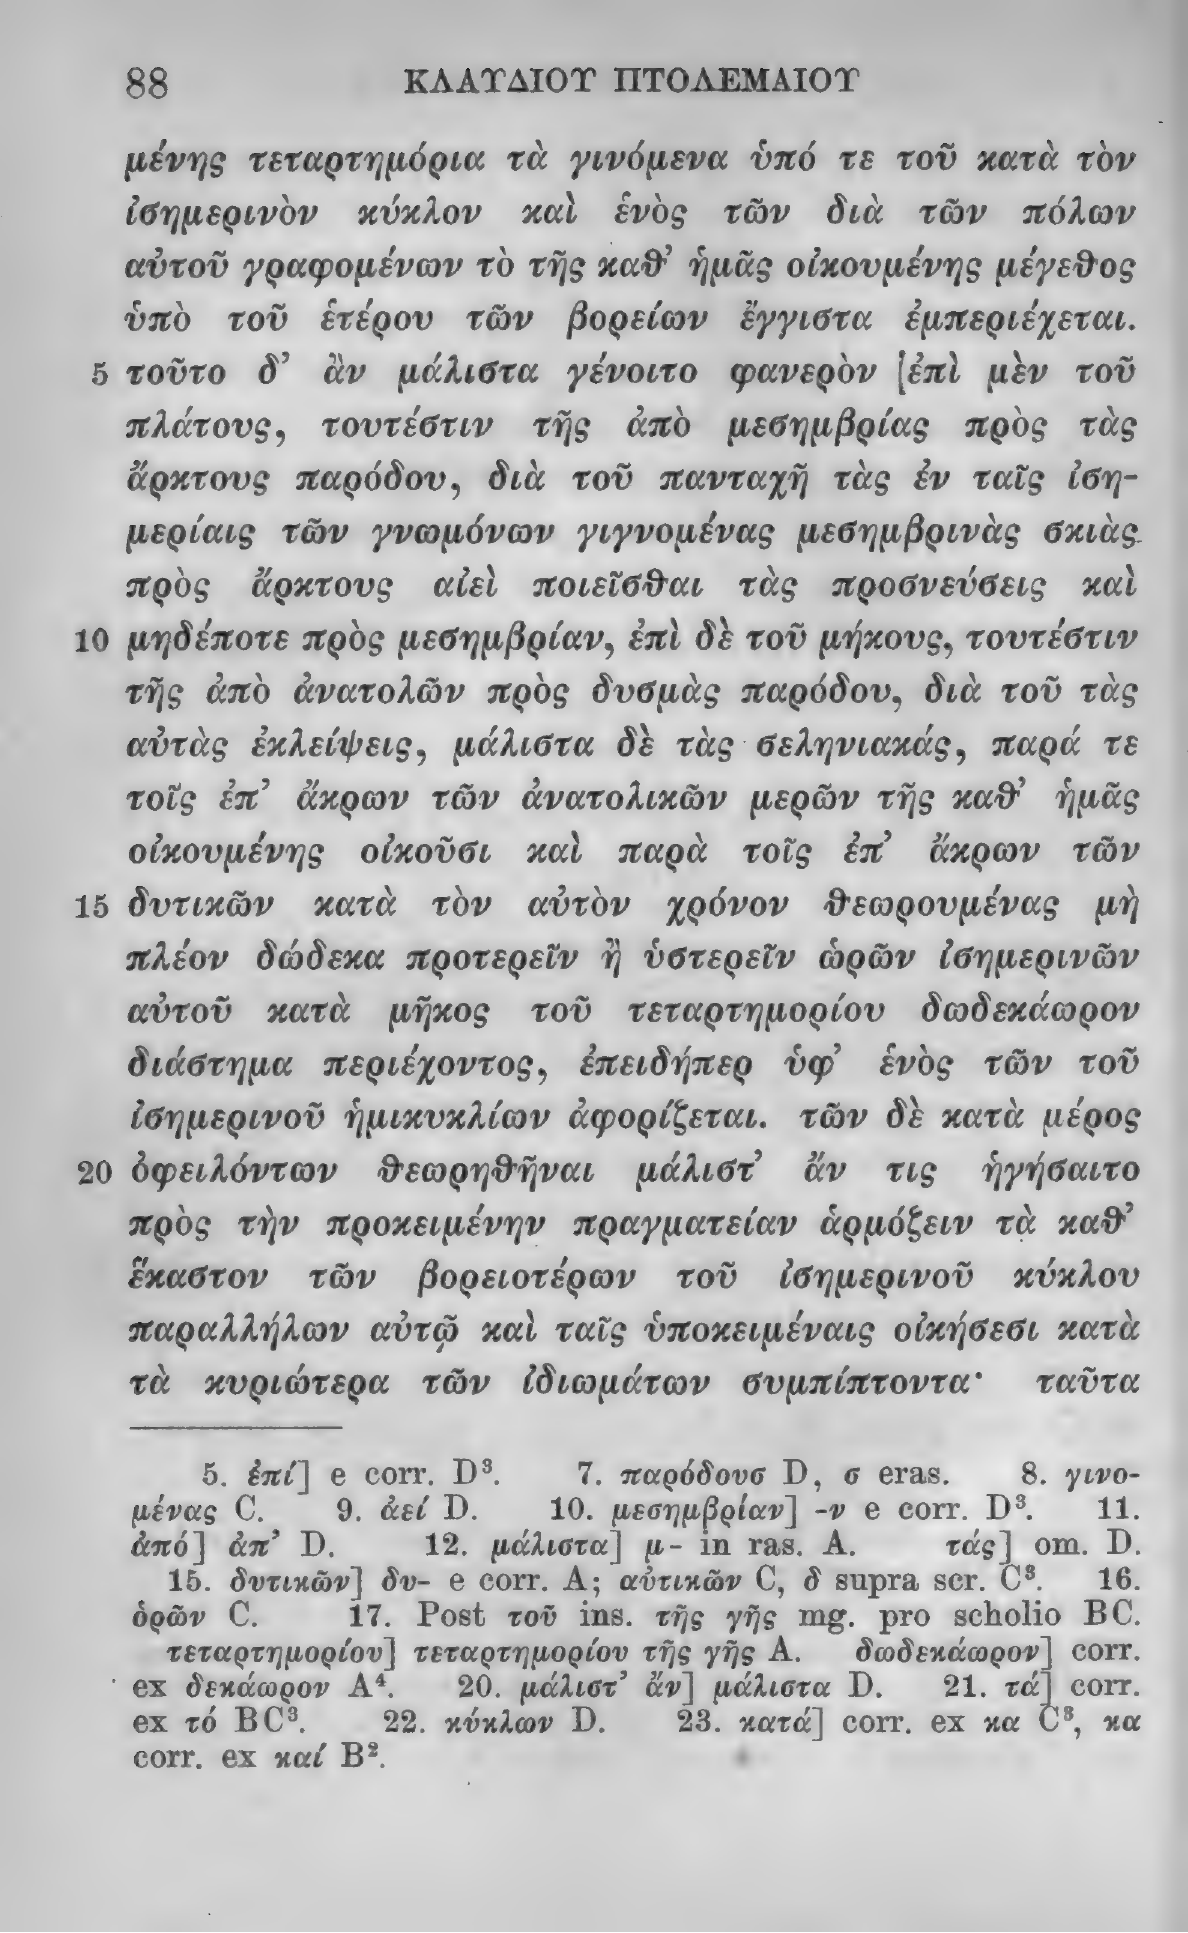 88 ΚΛΑΥΔΙΟΥ ΠΤΟΛΕΜΑΙΟΥ
μένης τεταρτημόρια τὰ γινόμενα ὑπό τε τοῦ κατὰ τὸν
ἰσημερινὸν κύκλον καὶ ἑνὸς τῶν διὰ τῶν πόλων
αὐτοῦ γραφομένων τὸ τῆς καθ’ ἡμᾶς οἰκουμένης μέγεθος
ὑπὸ τοῦ ἑτέρου τῶν βορείων ἔγγιστα ἐμπεριέχεται.
5 τοῦτο δ’ ἂν μάλιστα γένοιτο φανερὸν [ἐπὶ μὲν τοῦ
πλάτους, τουτέστιν τῆς ἀπὸ μεσημβρίας πρὸς τὰς
ἄρκτους παρόδου, διὰ τοῦ πανταχῆ τὰς ἐν ταῖς ἰση-
μερίαις τῶν γνωμόνων γιγνομένας μεσημβρινὰς σκιὰς
πρὸς ἄρκτους αἰεὶ ποιεῖσθαι τὰς προσνεύσεις καὶ
10 μηδέποτε πρὸς μεσημβρίαν, ἐπὶ δὲ τοῦ μήκους, τουτέστιν
τῆς ἀπὸ ἀνατολῶν πρὸς δυσμὰς παρόδου, διὰ τοῦ τὰς
αὐτὰς ἐκλείψεις, μάλιστα δὲ τὰς σεληνιακάς, παρά τε
τοῖς ἐπ’ ἄκρων τῶν ἀνατολικῶν μερῶν τῆς καθ’ ἡμᾶς
οἰκουμένης οἰκοῦσι καὶ παρὰ τοῖς ἐπ’ ἄκρων τῶν
15 δυτικῶν κατὰ τὸν αὐτὸν χρόνον θεωρουμένας μὴ
πλέον δώδεκα προτερεῖν ἢ ὑστερεῖν ὡρῶν ἰσημερινῶν
αὐτοῦ κατὰ μῆκος τοῦ τεταρτημορίου δωδεκάωρον
διάστημα περιέχοντος, ἐπειδήπερ ὑφ’ ἑνὸς τῶν τοῦ
ἰσημερινοῦ ἡμικυκλίων ἀφορίζεται. τῶν δὲ κατὰ μέρος
20 ὀφειλόντων θεωρηθῆναι μάλιστ’ ἄν τις ἡγήσαιτο
πρὸς τὴν προκειμένην πραγματείαν ἁρμόζειν τὰ καθ’
ἕκαστον τῶν βορειοτέρων τοῦ ἰσημερινοῦ κύκλου
παραλλήλων αὐτῷ καὶ ταῖς ὑποκειμέναις οἰκήσεσι κατὰ
τὰ κυριώτερα τῶν ἰδιωμάτων συμπίπτοντα· ταῦτα
5. ἐπί] e corr. D³. 7. παρόδουσ D, σ eras. 8. γινο-
μένας C. 9. ἀεί D. 10. μεσημβρίαν] -ν e corr. D³. 11.
ἀπό] ἀπ’ D. 12. μάλιστα] μ- in ras. A. τάς] om. D.
15. δυτικῶν] δυ- e corr. A; αὐτικῶν C, δ supra scr. C³. 16.
ὁρῶν C. 17. Post τοῦ ins. τῆς γῆς mg. pro scholio BC.
τεταρτημορίου] τεταρτημορίου τῆς γῆς A. δωδεκάωρον] corr.
ex δεκάωρον A⁴. 20. μάλιστ’ ἄν] μάλιστα D. 21. τά] corr.
ex τό BC³. 22. κύκλων D. 23. κατά] corr. ex κα C³, κα
corr. ex καί B².